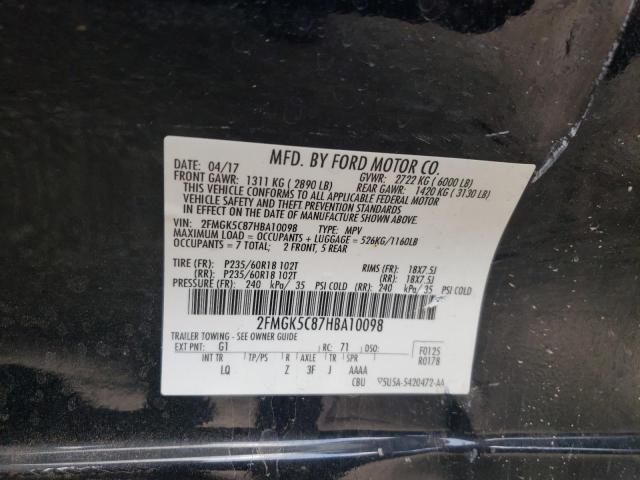 MFD. BY FORD MOTOR CO.
DATE: 04/17 GVWR: 2722 KG (6000 LB)
FRONT GAWR: 1311 KG (2890 LB) REAR GAWR: 1420 KG (3130 LB)
THIS VEHICLE CONFORMS TO ALL APPLICABLE FEDERAL MOTOR
VEHICLE SAFETY AND THEFT PREVENTION STANDARDS
IN EFFECT ON THE DATE OF MANUFACTURE SHOWN ABOVE.
VIN: 2FMGK5C87HBA10098 TYPE: MPV
MAXIMUM LOAD = OCCUPANTS + LUGGAGE = 526KG/1160LB
OCCUPANTS = 7 TOTAL; 2 FRONT, 5 REAR
TIRE (FR): P235/60R18 102T RIMS (FR): 18X7.5J
(RR): P235/60R18 102T (RR): 18X7.5J
PRESSURE (FR): 240 kPa/ 35 PSI COLD (RR): 240 kPa/ 35 PSI COLD
2FMGK5C87HBA10098
TRAILER TOWING - SEE OWNER GUIDE
EXT PNT: G1 RC: 71 DSO: F0125
R0178
INT TR TP/PS R AXLE TR SPR
LQ Z 3F J AAAA
CBU 5U5A-5420472-AA